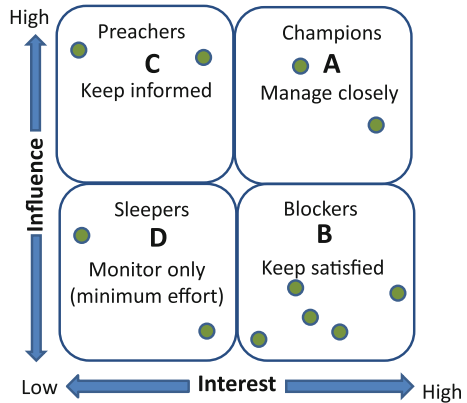 High
Preachers
C
Keep informed
Champions
A
Manage closely
Influence
Sleepers
D
Monitor only
(minimum effort)
Blockers
B
Keep satisfied
Low
Interest
High